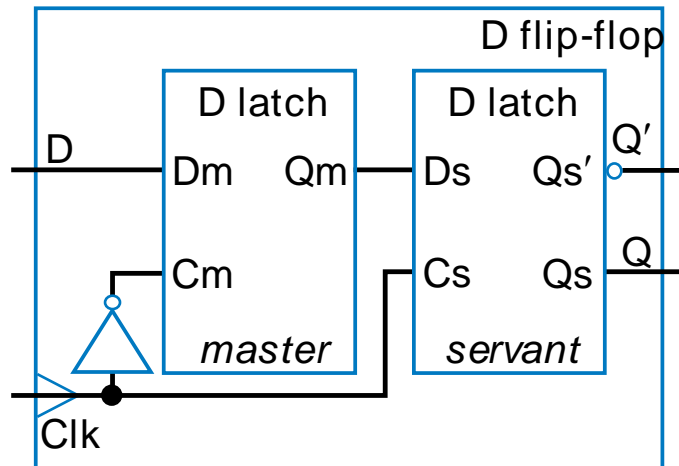 D flip-flop
D latch
D latch
Q′
D
Dm
Qm
Ds
Qs′
Q
Cm
Cs
Qs
master
servant
Clk